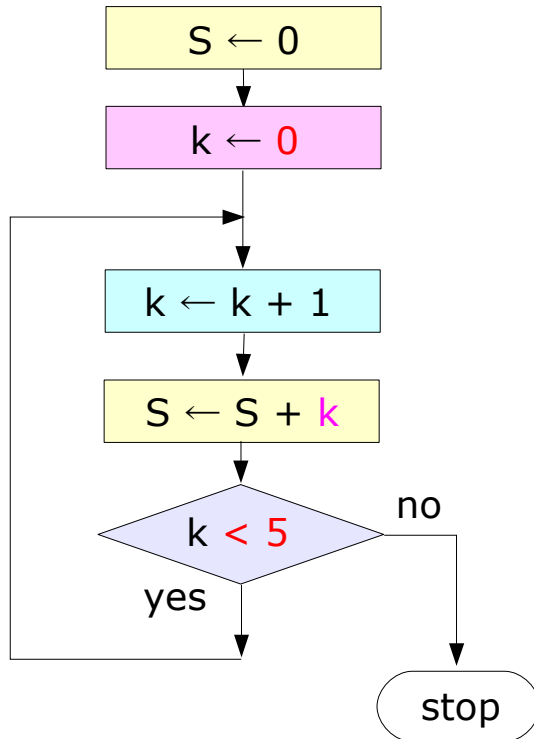 S ← 0
k ← 0
k ← k + 1
S ← S + k
k < 5
no
yes
stop